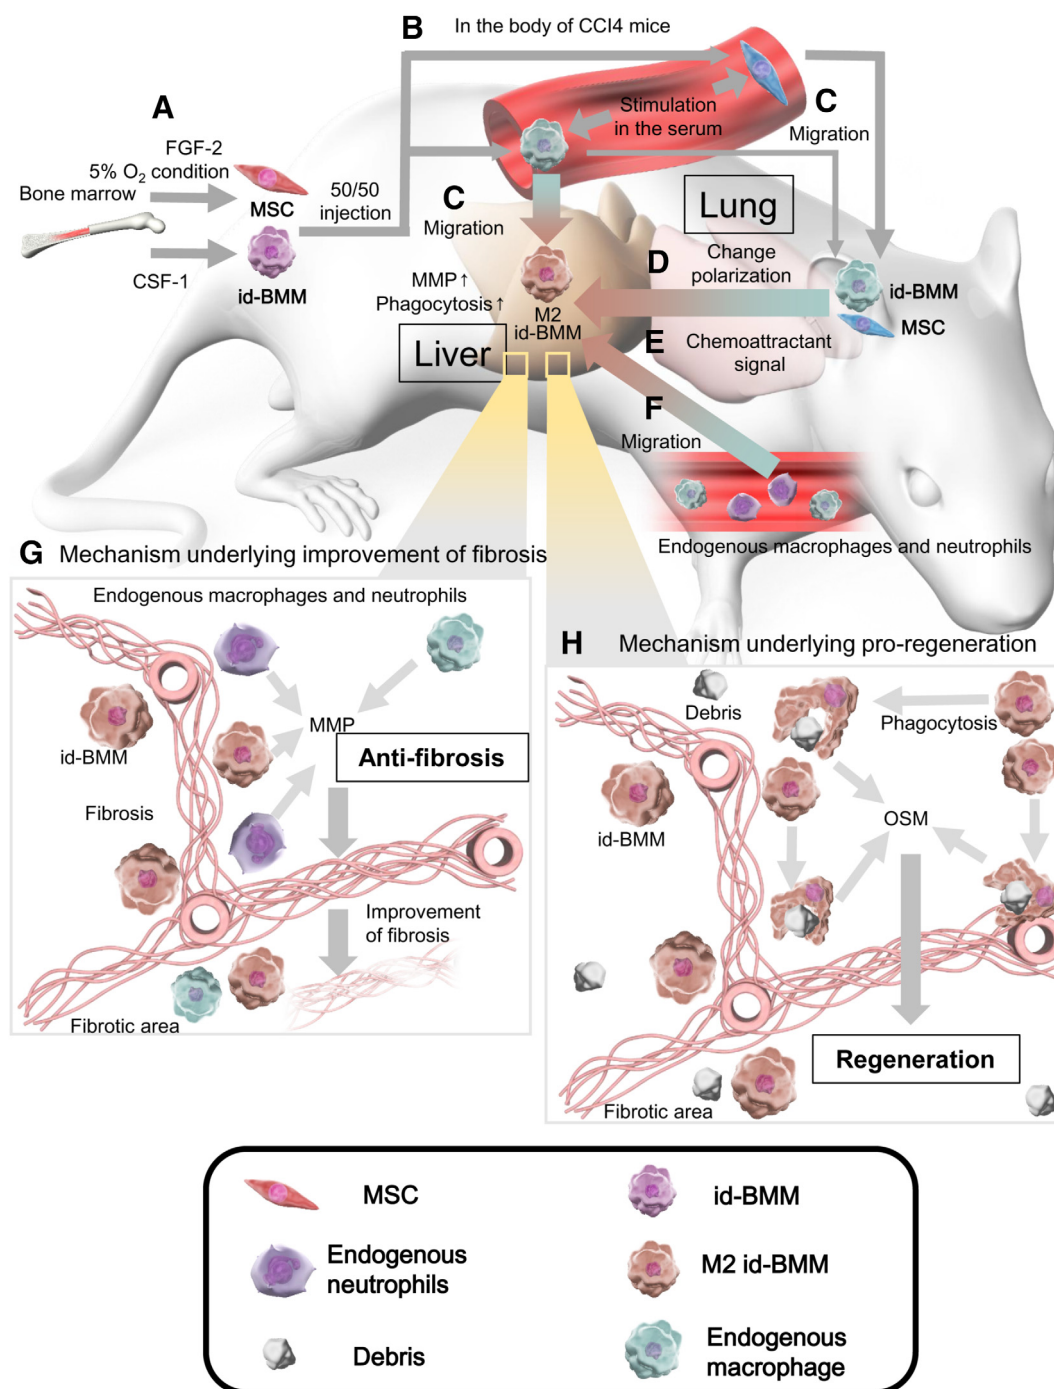 B
In the body of CCl4 mice
A
FGF-2
5% O2 condition
Bone marrow
MSC
CSF-1
id-BMM
50/50
injection
Stimulation
in the serum
C
Migration
C
Migration
Lung
MMP↑
Phagocytosis↑
M2
id-BMM
Liver
D
Change
polarization
id-BMM
MSC
E
Chemoattractant
signal
F
Migration
Endogenous macrophages and neutrophils
G Mechanism underlying improvement of fibrosis
Endogenous macrophages and neutrophils
id-BMM
MMP
Anti-fibrosis
Fibrosis
Improvement
of fibrosis
Fibrotic area
H Mechanism underlying pro-regeneration
Debris
Phagocytosis
id-BMM
OSM
Regeneration
Fibrotic area
MSC
id-BMM
Endogenous
neutrophils
M2 id-BMM
Debris
Endogenous
macrophage